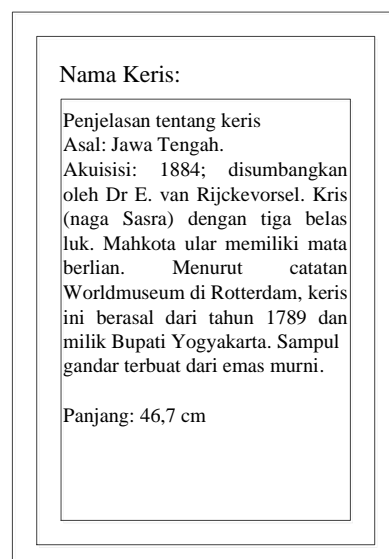 Nama Keris:
Penjelasan tentang keris
Asal: Jawa Tengah.
Akuisisi: 1884; disumbangkan
oleh Dr E. van Rijckevorsel. Kris
(naga Sasra) dengan tiga belas
luk. Mahkota ular memiliki mata
berlian. Menurut catatan
Worldmuseum di Rotterdam, keris
ini berasal dari tahun 1789 dan
milik Bupati Yogyakarta. Sampul
gandar terbuat dari emas murni.
Panjang: 46,7 cm